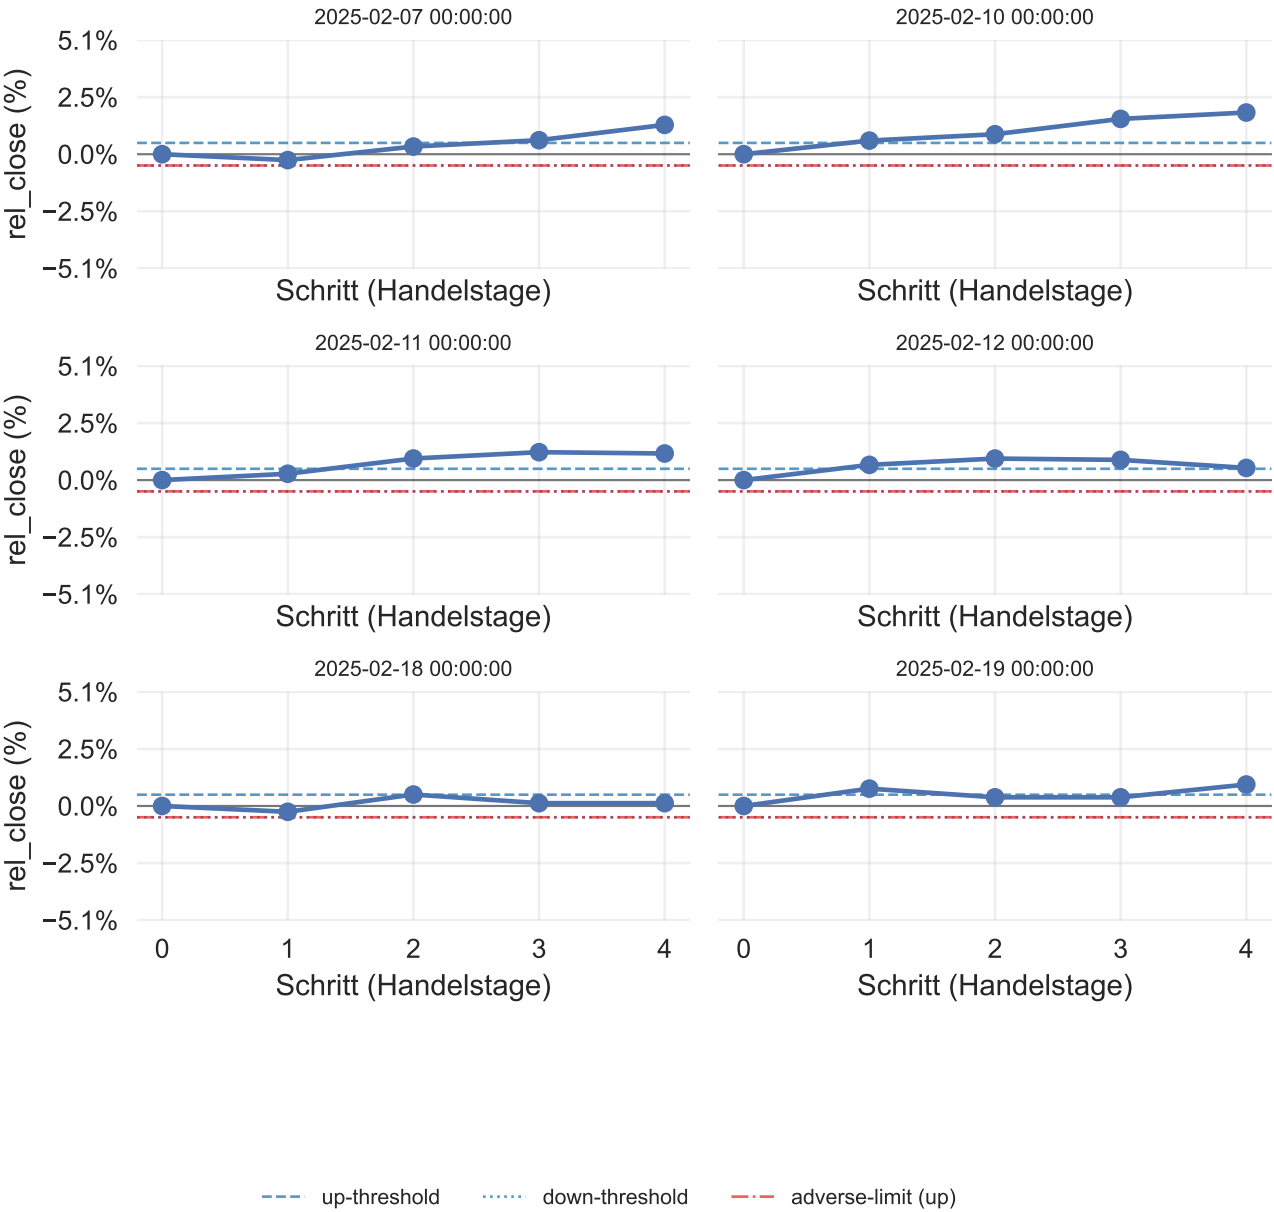 2025-02-07 00:00:00
2025-02-10 00:00:00
rel_close (%)
5.1%
2.5%
0.0%
−2.5%
−5.1%
Schritt (Handelstage)
Schritt (Handelstage)
2025-02-11 00:00:00
2025-02-12 00:00:00
rel_close (%)
5.1%
2.5%
0.0%
−2.5%
−5.1%
Schritt (Handelstage)
Schritt (Handelstage)
2025-02-18 00:00:00
2025-02-19 00:00:00
rel_close (%)
5.1%
2.5%
0.0%
−2.5%
−5.1%
0 1 2 3 4
0 1 2 3 4
Schritt (Handelstage)
Schritt (Handelstage)
up-threshold down-threshold adverse-limit (up)